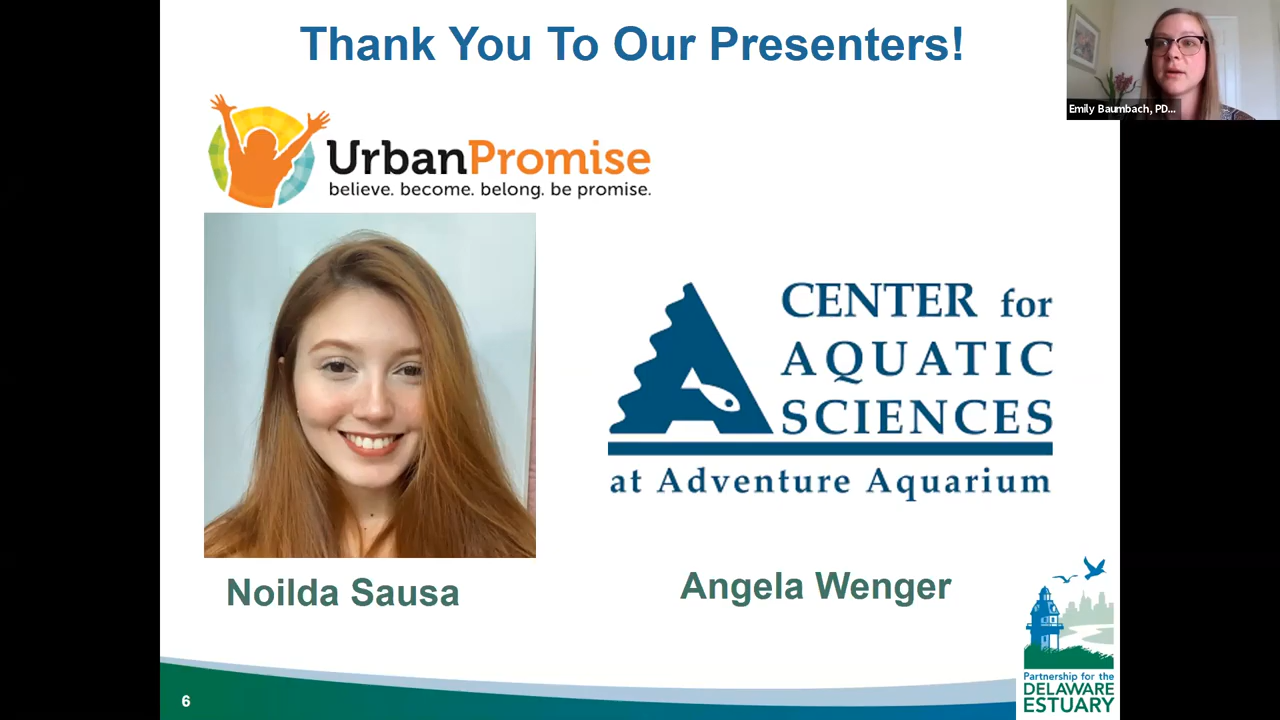 Thank You To Our Presenters!
Emily Baumbach, PD...
UrbanPromise
believe. become. belong. be promise.
CENTER for
AQUATIC
SCIENCES
at Adventure Aquarium
Noilda Sausa
Angela Wenger
6
Partnership for the
DELAWARE
ESTUARY